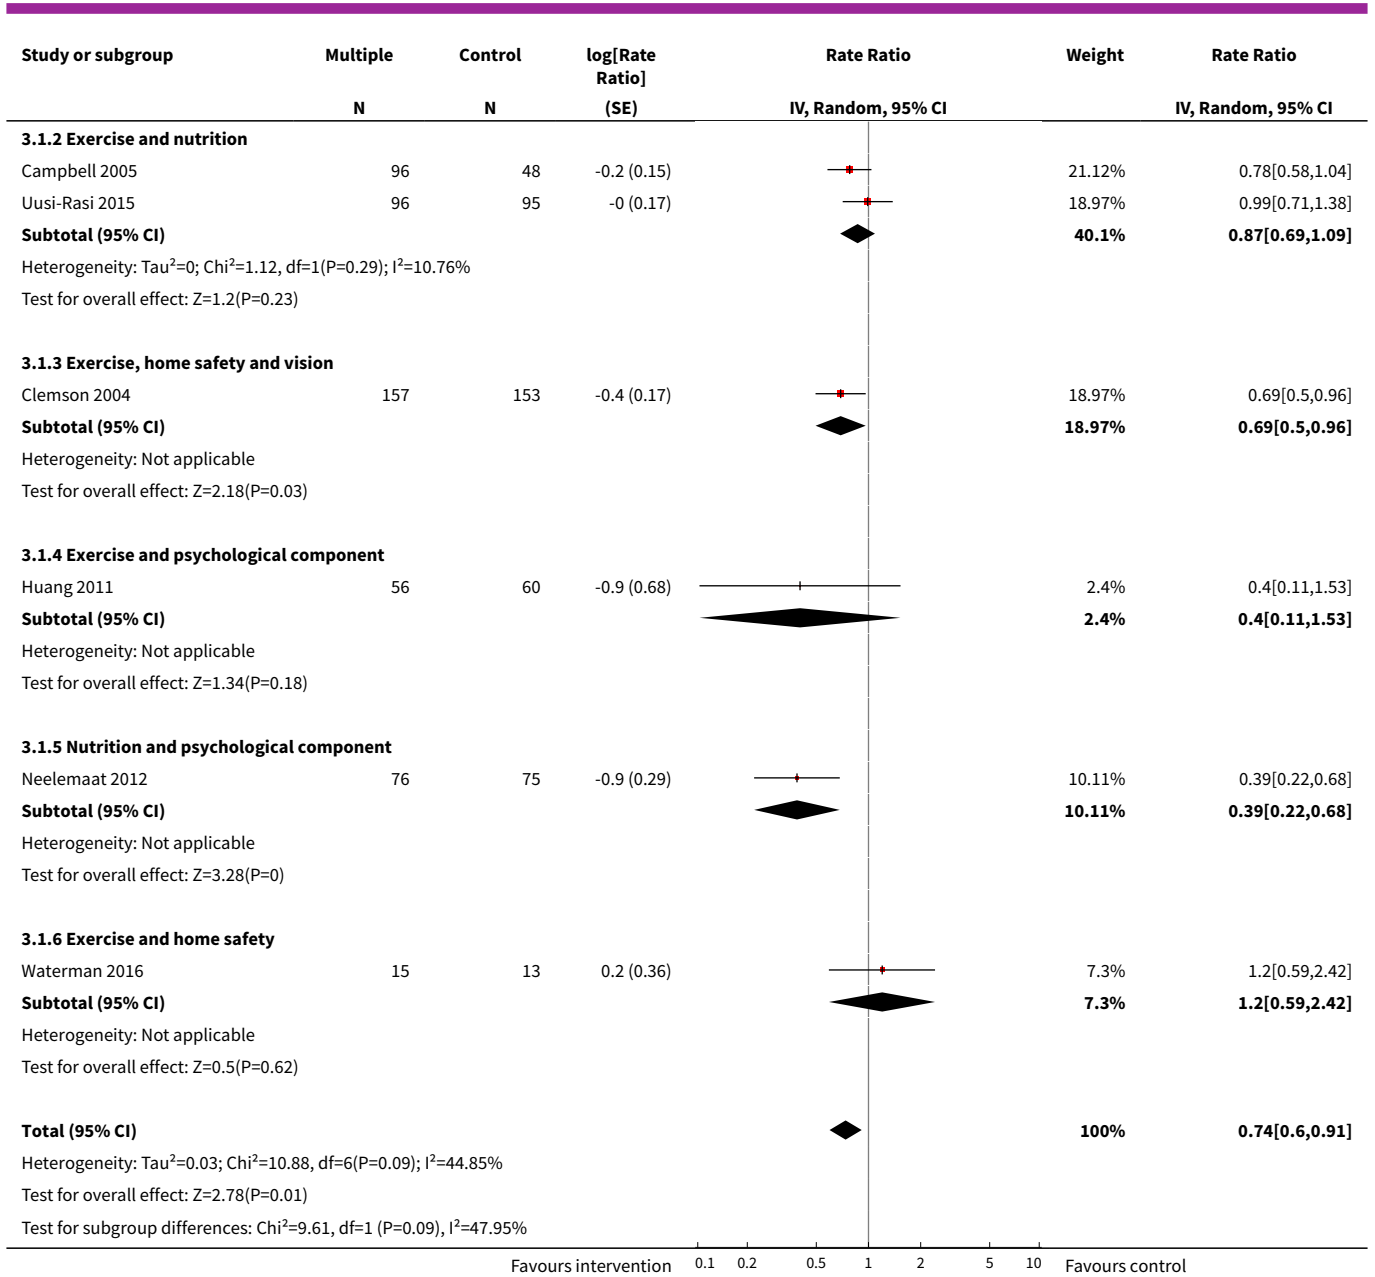 Study or subgroup Multiple Control log[Rate Ratio] Rate Ratio Weight Rate Ratio
N N (SE) IV, Random, 95% CI IV, Random, 95% CI
3.1.2 Exercise and nutrition
Campbell 2005 96 48 -0.2 (0.15) 21.12% 0.78[0.58,1.04]
Uusi-Rasi 2015 96 95 -0 (0.17) 18.97% 0.99[0.71,1.38]
Subtotal (95% CI) 40.1% 0.87[0.69,1.09]
Heterogeneity: Tau²=0; Chi²=1.12, df=1(P=0.29); I²=10.76%
Test for overall effect: Z=1.2(P=0.23)
3.1.3 Exercise, home safety and vision
Clemson 2004 157 153 -0.4 (0.17) 18.97% 0.69[0.5,0.96]
Subtotal (95% CI) 18.97% 0.69[0.5,0.96]
Heterogeneity: Not applicable
Test for overall effect: Z=2.18(P=0.03)
3.1.4 Exercise and psychological component
Huang 2011 56 60 -0.9 (0.68) 2.4% 0.4[0.11,1.53]
Subtotal (95% CI) 2.4% 0.4[0.11,1.53]
Heterogeneity: Not applicable
Test for overall effect: Z=1.34(P=0.18)
3.1.5 Nutrition and psychological component
Neelemaat 2012 76 75 -0.9 (0.29) 10.11% 0.39[0.22,0.68]
Subtotal (95% CI) 10.11% 0.39[0.22,0.68]
Heterogeneity: Not applicable
Test for overall effect: Z=3.28(P=0)
3.1.6 Exercise and home safety
Waterman 2016 15 13 0.2 (0.36) 7.3% 1.2[0.59,2.42]
Subtotal (95% CI) 7.3% 1.2[0.59,2.42]
Heterogeneity: Not applicable
Test for overall effect: Z=0.5(P=0.62)
Total (95% CI) 100% 0.74[0.6,0.91]
Heterogeneity: Tau²=0.03; Chi²=10.88, df=6(P=0.09); I²=44.85%
Test for overall effect: Z=2.78(P=0.01)
Test for subgroup differences: Chi²=9.61, df=1 (P=0.09), I²=47.95%
Favours intervention 0.1 0.2 0.5 1 2 5 10 Favours control